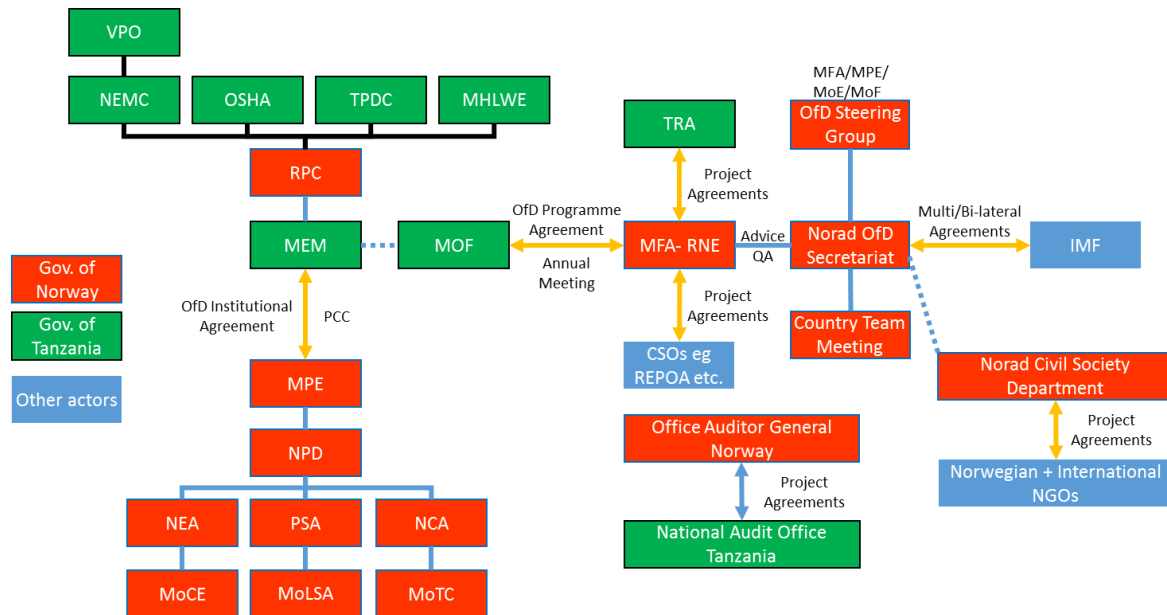 VPO
NEMC
OSHA
TPDC
MHLWE
RPC
MEM
MOF
OfD Programme
Agreement
Annual
Meeting
TRA
Project
Agreements
MFA- RNE
Advice
QA
Project
Agreements
CSOs eg
REPOA etc.
MFA/MPE/
MoE/MoF
OfD Steering
Group
Norad OfD
Secretariat
Multi/Bi-lateral
Agreements
IMF
Country Team
Meeting
Norad Civil Society
Department
Project
Agreements
Norwegian + International
NGOs
Gov. of
Norway
Gov. of
Tanzania
Other actors
OfD Institutional
Agreement
PCC
MPE
NPD
NEA
PSA
NCA
MoCE
MoLSA
MoTC
Office Auditor General
Norway
Project
Agreements
National Audit Office
Tanzania